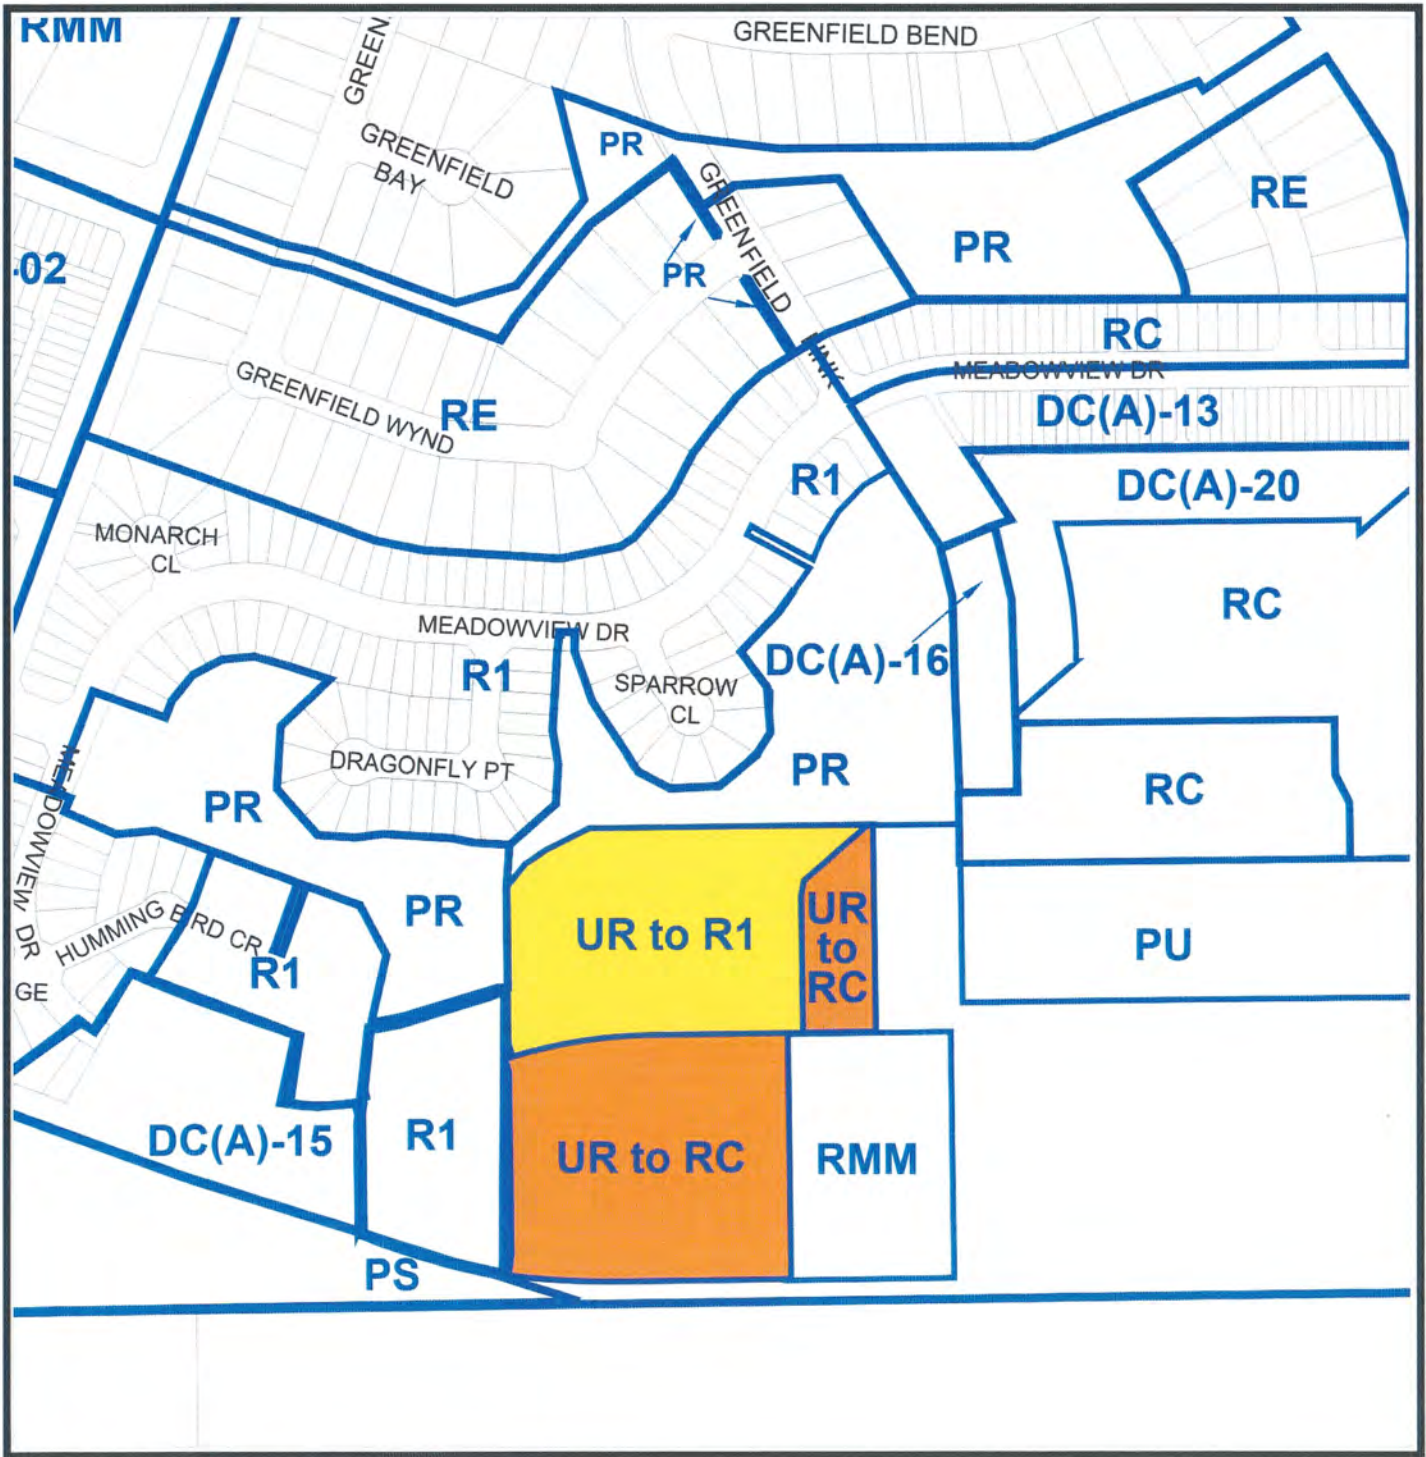 RMM
GREEN
GREENFIELD BEND
GREENFIELD
BAY
PR
GREENFIELD
LINK
RE
PR
PR
-02
RC
MEADOWVIEW DR
DC(A)-13
GREENFIELD WYND
RE
R1
DC(A)-20
MONARCH
CL
RC
MEADOWVIEW DR
R1
DC(A)-16
SPARROW
CL
DRAGONFLY PT
PR
RC
PR
MEADOWVIEW DR
PR
UR to R1
UR
to
RC
HUMMING BIRD CR
R1
PU
GE
DC(A)-15
R1
UR to RC
RMM
PS